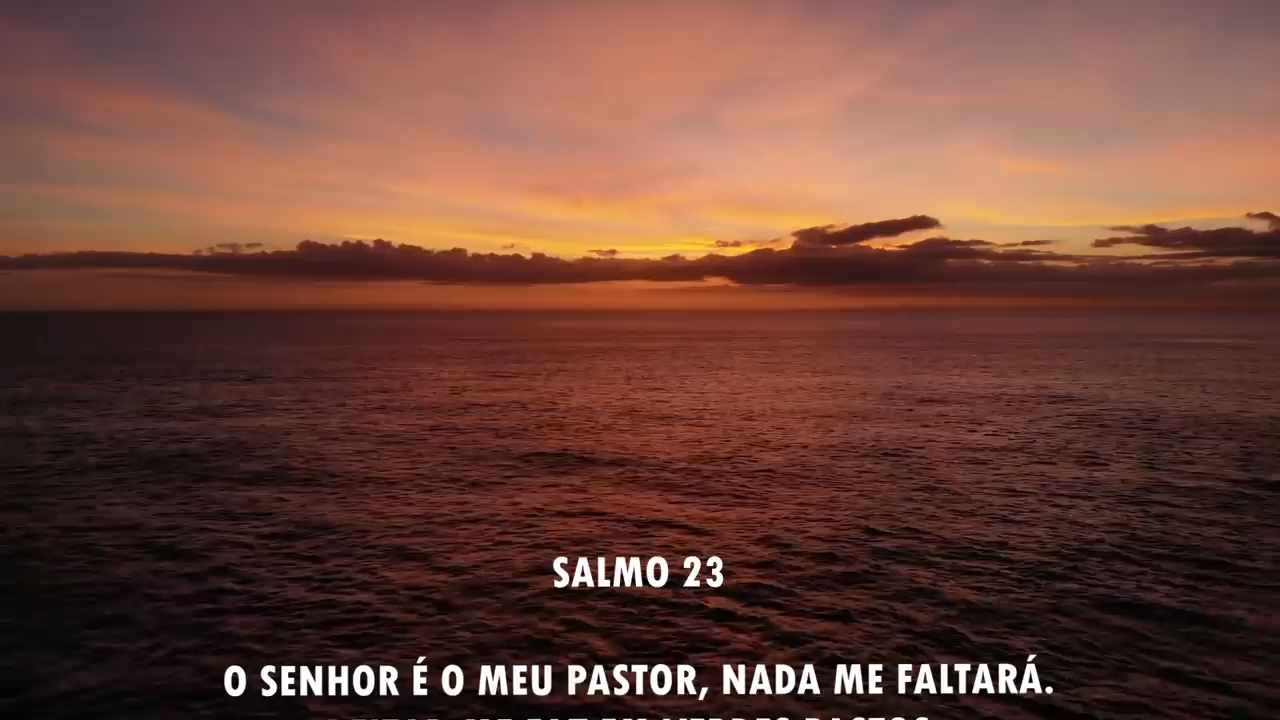 SALMO 23
O SENHOR É O MEU PASTOR, NADA ME FALTARÁ.